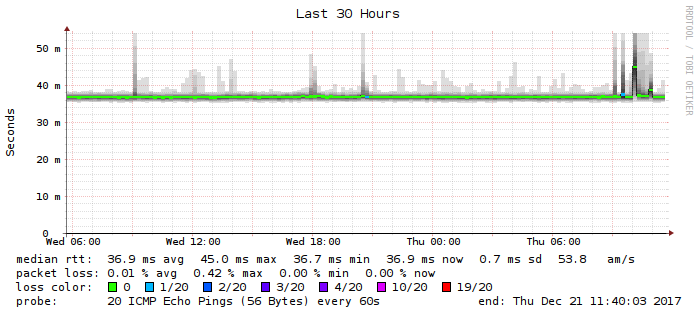 Last 30 Hours
RRDTOOL / TOBI OETIKER
Seconds
50 m
40 m
30 m
20 m
10 m
0
Wed 06:00 Wed 12:00 Wed 18:00 Thu 00:00 Thu 06:00
median rtt: 36.9 ms avg 45.0 ms max 36.7 ms min 36.9 ms now 0.7 ms sd 53.8 am/s
packet loss: 0.01 % avg 0.42 % max 0.00 % min 0.00 % now
loss color: 0 1/20 2/20 3/20 4/20 10/20 19/20
probe: 20 ICMP Echo Pings (56 Bytes) every 60s end: Thu Dec 21 11:40:03 2017